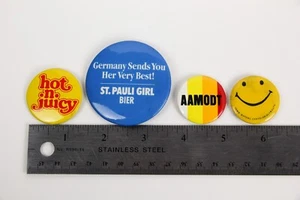 hot
'n'
juicy
Germany Sends You
Her Very Best!
ST. PAULI GIRL
BIER
AAMODT
1 2 3 4 5 6
STAINLESS STEEL